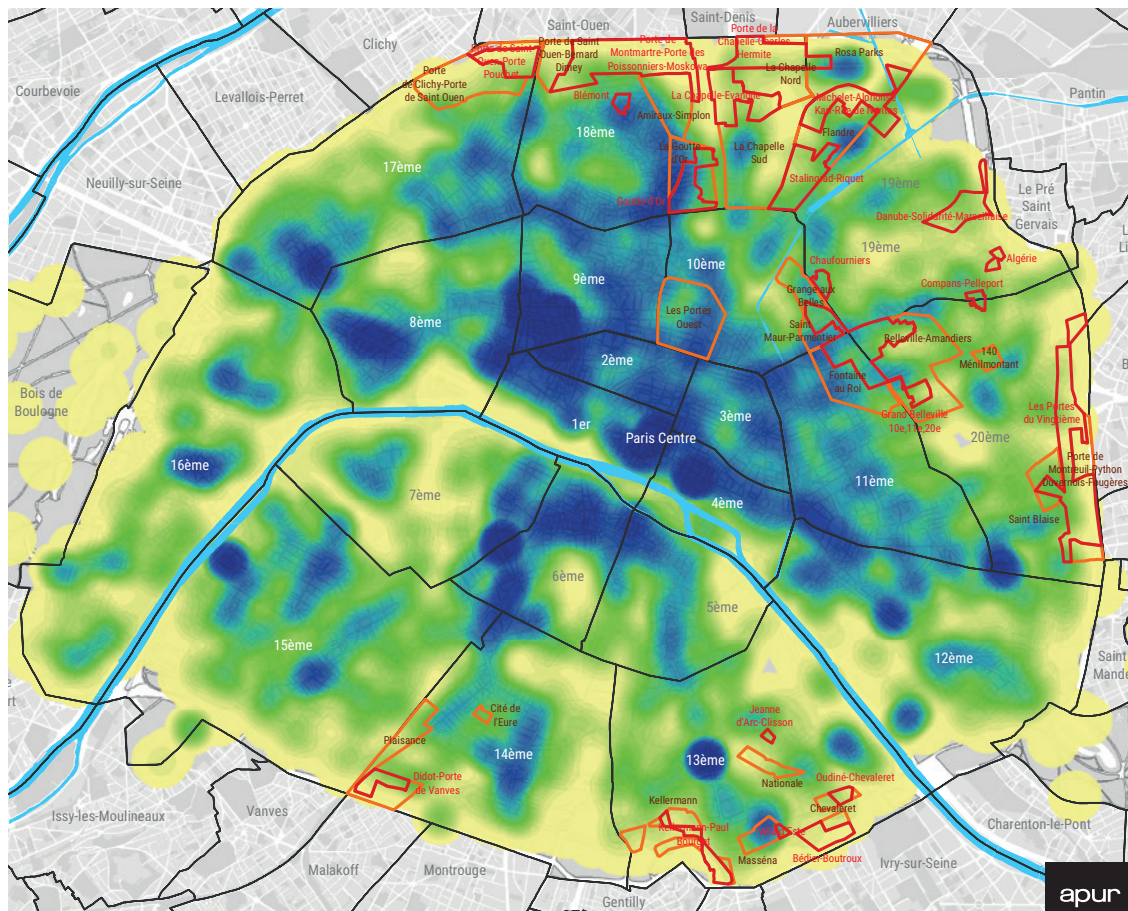 Saint-Ouen
Saint-Denis
Aubervilliers
Clichy
Courbevoie
Levallois-Perret
Pantin
Neuilly-sur-Seine
Le Pré
Saint
Gervais
Porte de Saint
Ouen-Porte
Pouchet
Porte de Saint
Ouen-Bernard
Dimey
Porte
de Clichy-Porte
de Saint Ouen
Porte de
Montmartre-Porte des
Poissonniers-Moskowa
Porte de la
Chapelle-Charles
Hermite
La Chapelle
Nord
Rosa Parks
Blémont
La Chapelle-Evangile
Amiraux-Simplon
Flandre
18ème
La Goutte
d'Or
La Chapelle
Sud
Stalingrad-Riquet
17ème
19ème
Danube-Solidarité-Marseillaise
19ème
Algérie
Chaufourniers
Compans-Pelleport
10ème
9ème
Grange aux
Belles
Les Portes
Ouest
Saint
Maur-Parmentier
Belleville-Amandiers
8ème
140
Ménilmontant
2ème
Fontaine
au Roi
Grand Belleville
10e,11e,20e
Les Portes
du Vingtième
Bois de
Boulogne
1er
3ème
Paris Centre
20ème
Porte de
Montreuil-Python
Duvernois-Fougères
16ème
7ème
4ème
11ème
Saint Blaise
6ème
5ème
15ème
12ème
Saint
Cité de
l'Eure
Plaisance
Jeanne
d'Arc-Clisson
14ème
13ème
Didot-Porte
de Vanves
Nationale
Oudiné-Chevaleret
Kellermann
Chevaleret
Kellermann-Paul
Bourget
Masséna
Bédier-Boutroux
Issy-les-Moulineaux
Vanves
Malakoff
Montrouge
Gentilly
Ivry-sur-Seine
Charenton-le-Pont
apur